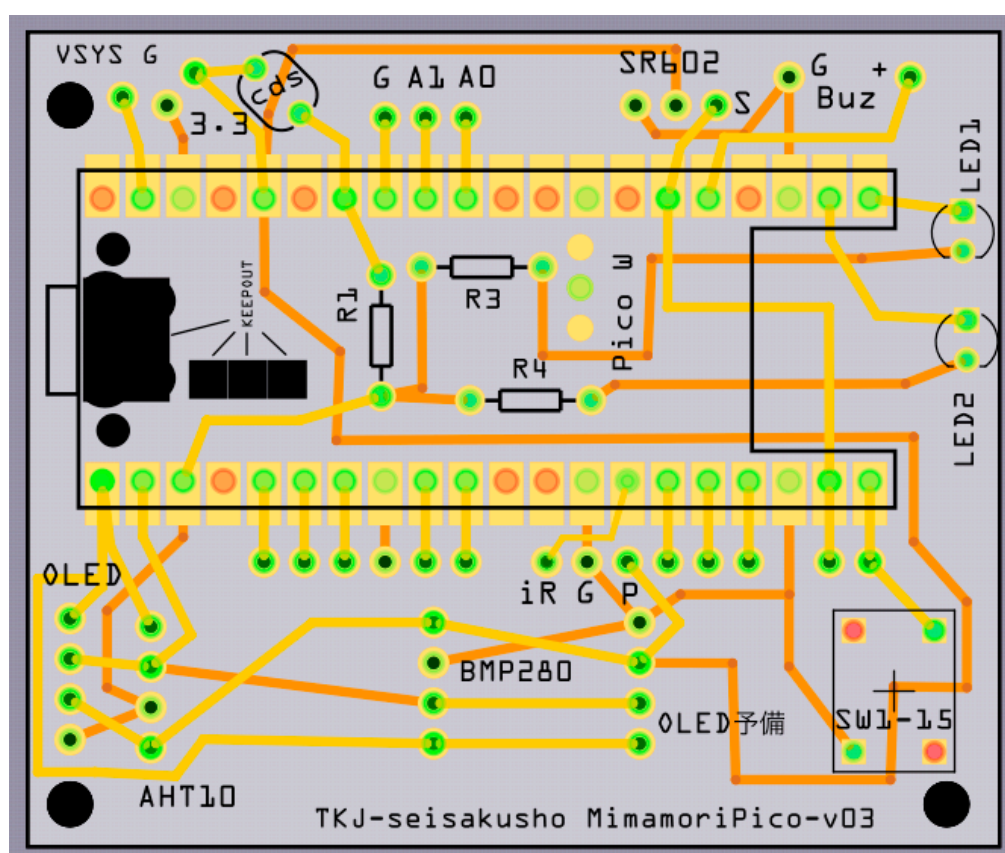 VSYS G
cds
3.3
G A1 A0
SR602
S
G +
Buz
LED1
KEEPOUT
R1
R3
Pico W
R4
LED2
OLED
iR G P
BMP280
OLED予備
SW1-15
AHT10
TKJ-seisakusho MimamoriPico-v03